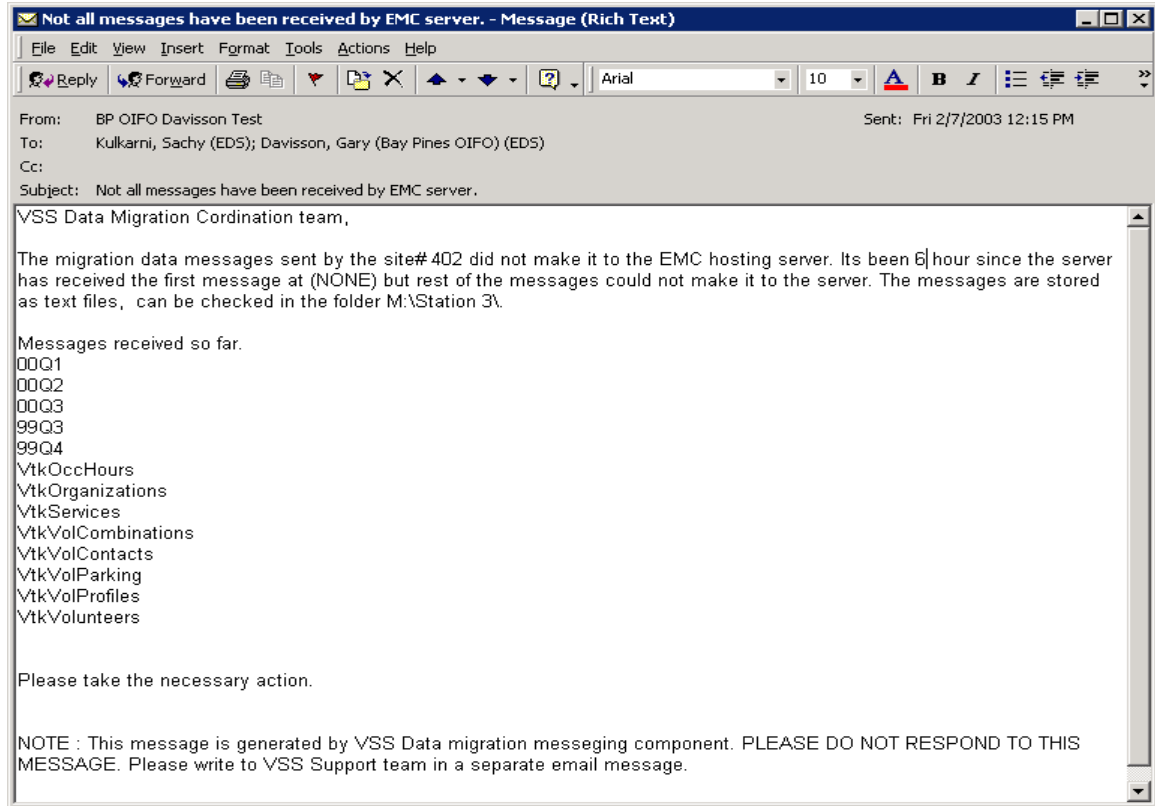 Not all messages have been received by EMC server. - Message (Rich Text)
File Edit View Insert Format Tools Actions Help
Reply Forward Arial 10 A B I
From: BP OIFO Davisson Test Sent: Fri 2/7/2003 12:15 PM
To: Kulkarni, Sachy (EDS); Davisson, Gary (Bay Pines OIFO) (EDS)
Cc:
Subject: Not all messages have been received by EMC server.
VSS Data Migration Cordination team,
The migration data messages sent by the site# 402 did not make it to the EMC hosting server. Its been 6 hour since the server
has received the first message at (NONE) but rest of the messages could not make it to the server. The messages are stored
as text files, can be checked in the folder M:\Station 3\.
Messages received so far.
00Q1
00Q2
00Q3
99Q3
99Q4
VtkOccHours
VtkOrganizations
VtkServices
VtkVolCombinations
VtkVolContacts
VtkVolParking
VtkVolProfiles
VtkVolunteers
Please take the necessary action.
NOTE : This message is generated by VSS Data migration messeging component. PLEASE DO NOT RESPOND TO THIS
MESSAGE. Please write to VSS Support team in a separate email message.